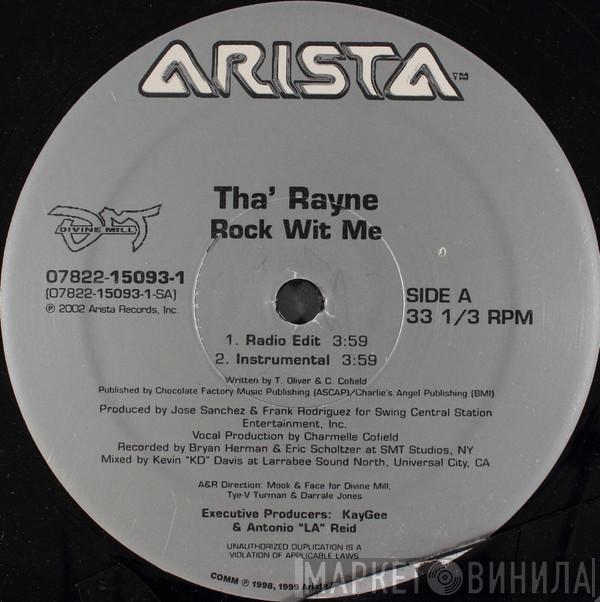 ARISTA™
Tha' Rayne
Rock Wit Me
DMT
DIVINE MILL
07822-15093-1
(07822-15093-1-SA)
℗ 2002 Arista Records, Inc.
SIDE A
33 1/3 RPM
1. Radio Edit 3:59
2. Instrumental 3:59
Written by T. Oliver & C. Cofield
Published by Chocolate Factory Music Publishing (ASCAP)/Charlie's Angel Publishing (BMI)
Produced by Jose Sanchez & Frank Rodriguez for Swing Central Station
Entertainment, Inc.
Vocal Production by Charmelle Cofield
Recorded by Bryan Herman & Eric Scholtzer at SMT Studios, NY
Mixed by Kevin "KD" Davis at Larrabee Sound North, Universal City, CA
A&R Direction: Mook & Face for Divine Mill,
Tye-V Turman & Darrale Jones
Executive Producers: KayGee
& Antonio "LA" Reid
UNAUTHORIZED DUPLICATION IS A
VIOLATION OF APPLICABLE LAWS
COMM ℗ 1998, 1999 Arista
МАРКЕТ ВИНИЛА